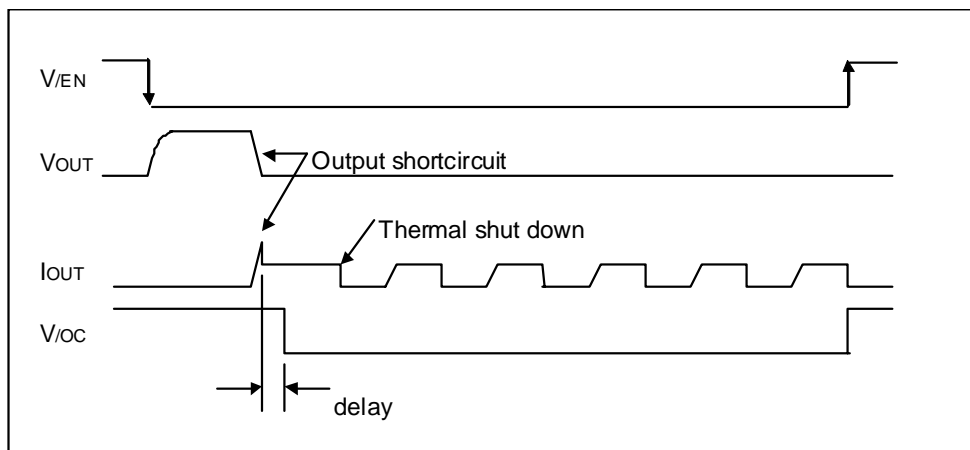 V/EN
VOUT
Output shortcircuit
Thermal shut down
IOUT
V/OC
delay